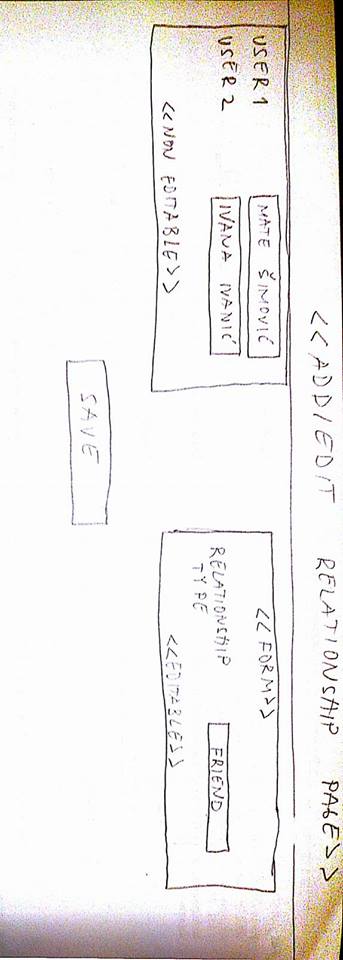 <<ADD/EDIT RELATIONSHIP PAGE>>
USER 1 MATE ŠIMOVIĆ
USER 2 IVANA IVANIĆ
<<NON EDITABLE>>
<<FORM>>
RELATIONSHIP
TYPE
FRIEND
<<EDITABLE>>
SAVE